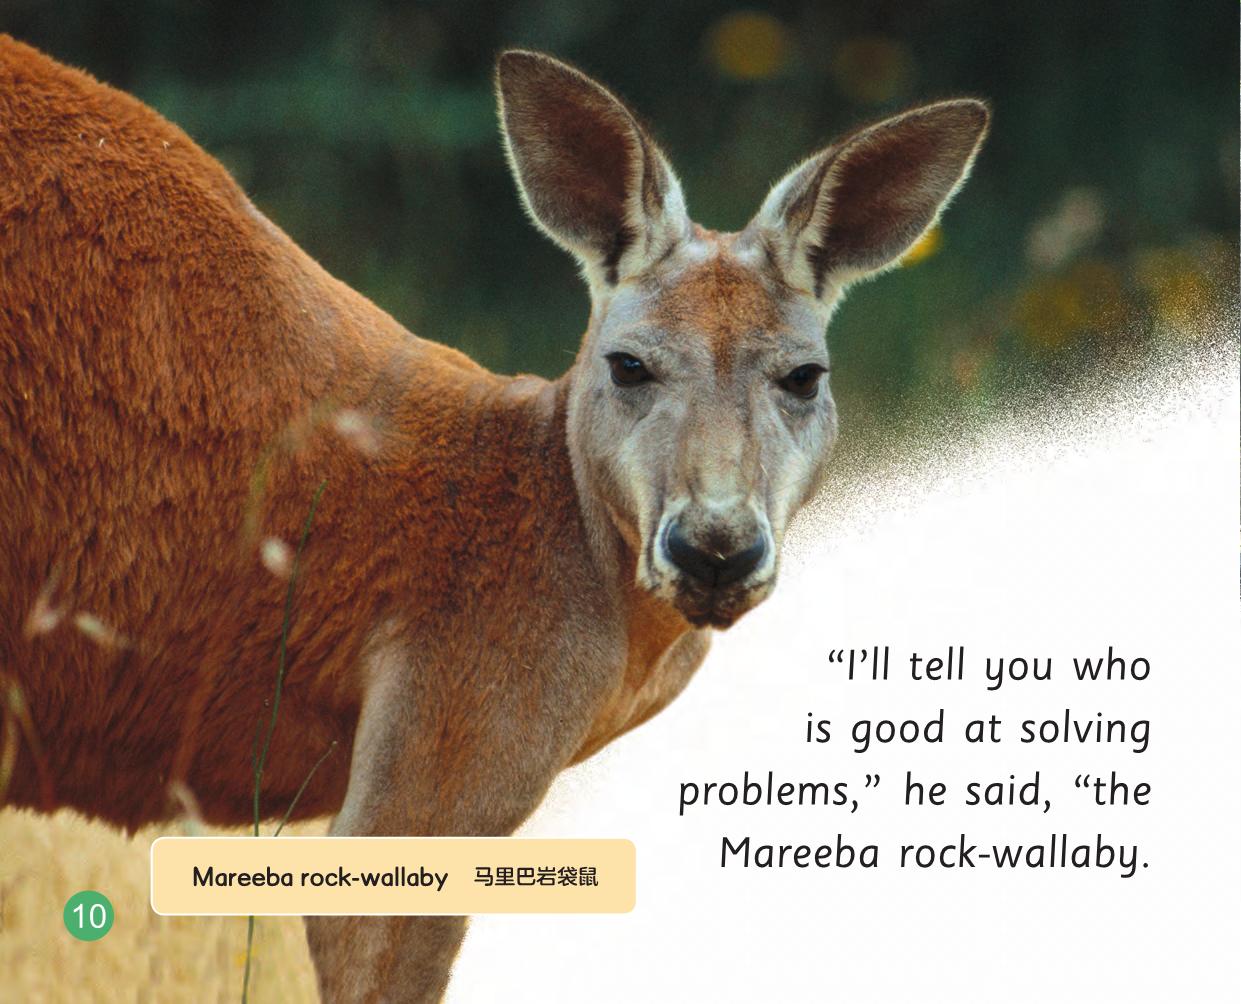 “I’ll tell you who
is good at solving
problems,” he said, “the
Mareeba rock-wallaby.
Mareeba rock-wallaby 马里巴岩袋鼠
10